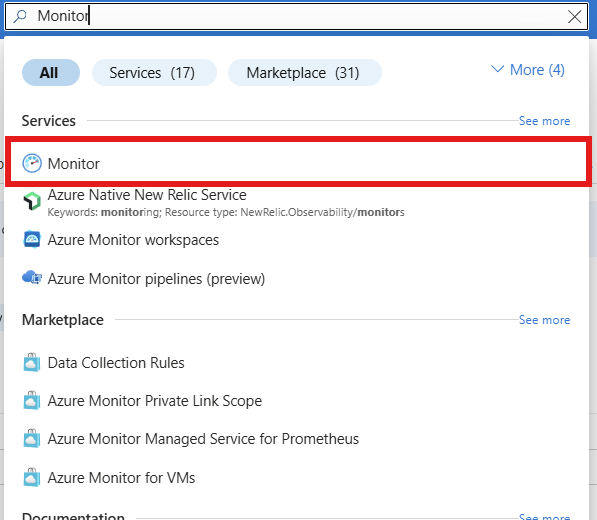 Monitor
All
Services (17)
Marketplace (31)
More (4)
Services
See more
Monitor
Azure Native New Relic Service
Keywords: monitoring; Resource type: NewRelic.Observability/monitors
Azure Monitor workspaces
Azure Monitor pipelines (preview)
Marketplace
See more
Data Collection Rules
Azure Monitor Private Link Scope
Azure Monitor Managed Service for Prometheus
Azure Monitor for VMs
Documentation
See more